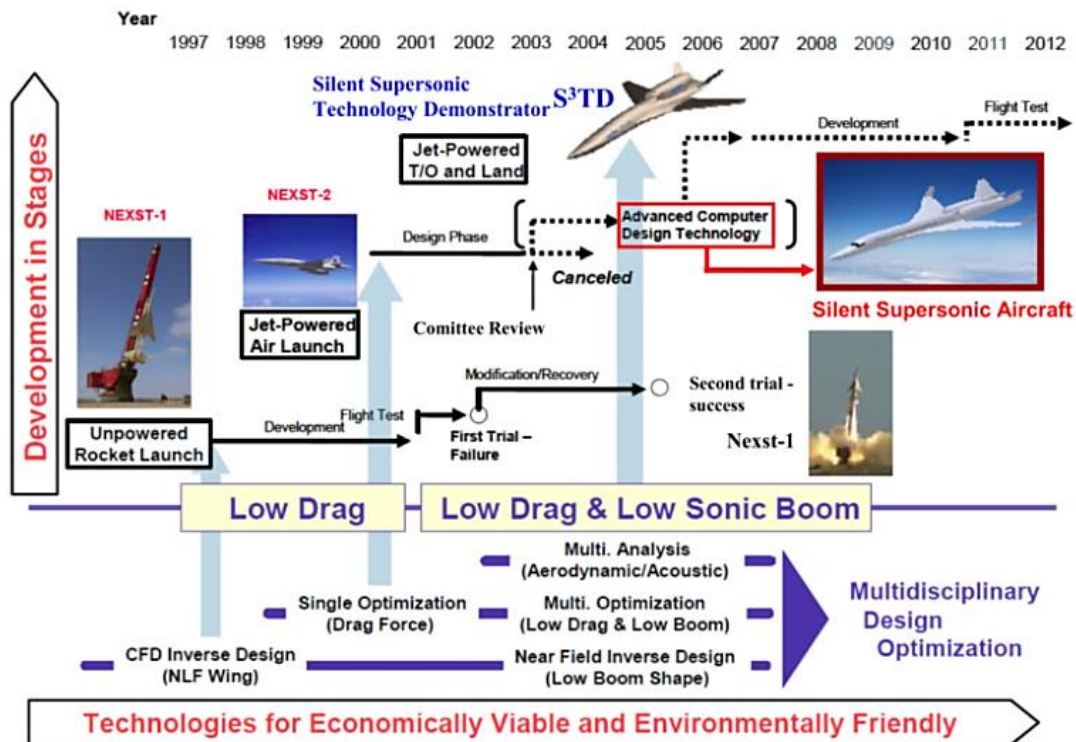 Year
1997 1998 1999 2000 2001 2002 2003 2004 2005 2006 2007 2008 2009 2010 2011 2012
Development in Stages
Silent Supersonic
Technology Demonstrator
S³TD
Flight Test
Development
Jet-Powered
T/O and Land
NEXST-1
NEXST-2
Design Phase
Advanced Computer
Design Technology
Canceled
Silent Supersonic Aircraft
Jet-Powered
Air Launch
Comittee Review
Modification/Recovery
Second trial -
success
Nexst-1
Unpowered
Rocket Launch
Development
Flight Test
First Trial –
Failure
Low Drag
Low Drag & Low Sonic Boom
Multi. Analysis
(Aerodynamic/Acoustic)
Single Optimization
(Drag Force)
Multi. Optimization
(Low Drag & Low Boom)
CFD Inverse Design
(NLF Wing)
Near Field Inverse Design
(Low Boom Shape)
Multidisciplinary
Design
Optimization
Technologies for Economically Viable and Environmentally Friendly